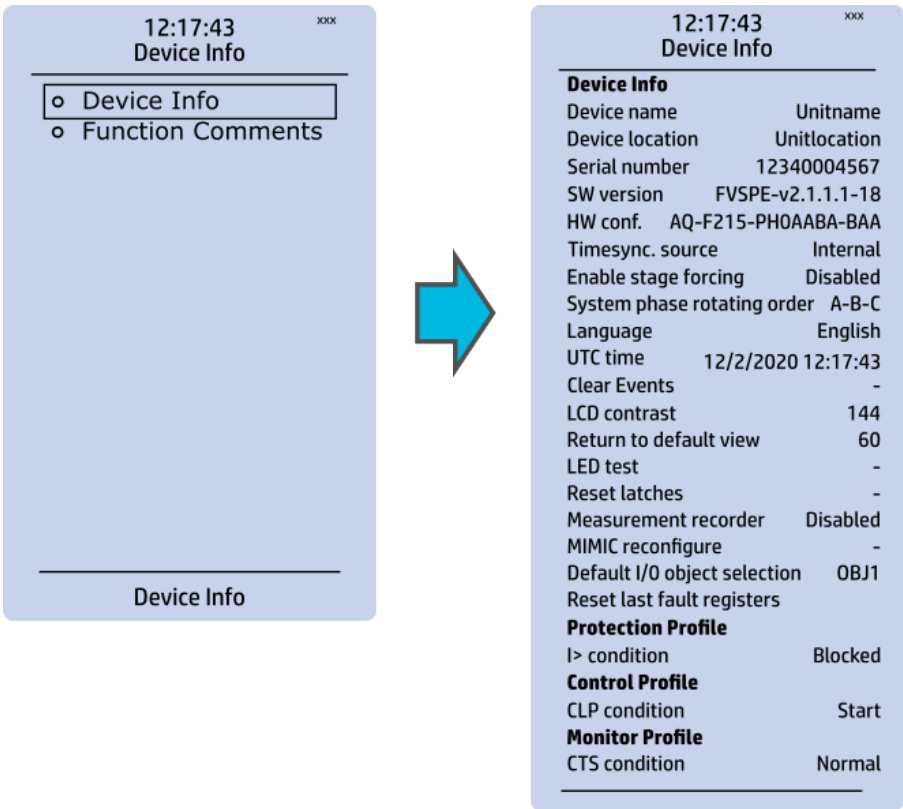 12:17:43 xxx
Device Info
Device Info
Function Comments
Device Info
12:17:43 xxx
Device Info
Device Info
Device name Unitname
Device location Unitlocation
Serial number 12340004567
SW version FVSPE-v2.1.1.1-18
HW conf. AQ-F215-PH0AABA-BAA
Timesync. source Internal
Enable stage forcing Disabled
System phase rotating order A-B-C
Language English
UTC time 12/2/2020 12:17:43
Clear Events -
LCD contrast 144
Return to default view 60
LED test -
Reset latches -
Measurement recorder Disabled
MIMIC reconfigure -
Default I/0 object selection OBJ1
Reset last fault registers
Protection Profile
I> condition Blocked
Control Profile
CLP condition Start
Monitor Profile
CTS condition Normal